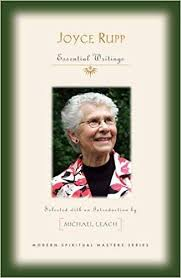 JOYCE RUPP
Essential Writings
Selected with an Introduction by
MICHAEL LEACH
MODERN SPIRITUAL MASTERS SERIES